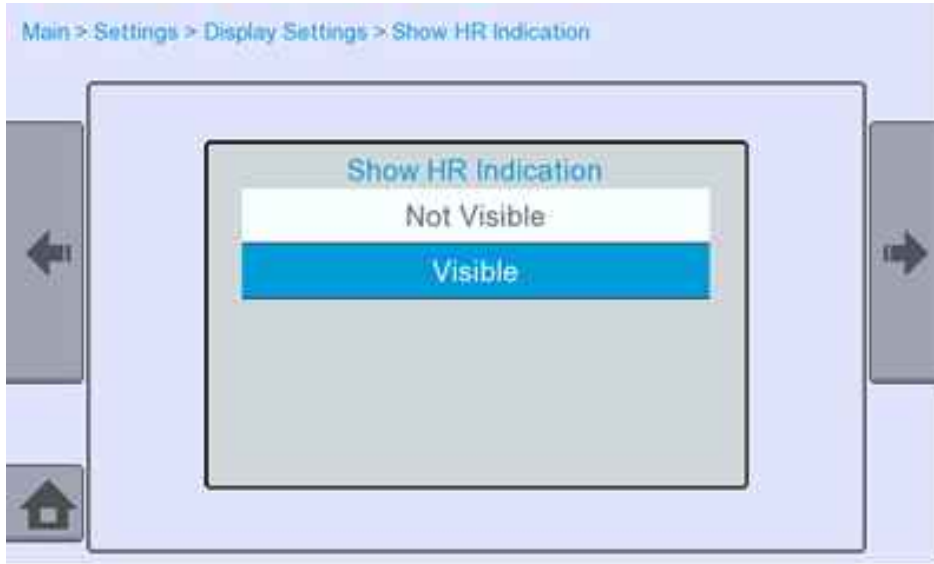 Main > Settings > Display Settings > Show HR Indication
Show HR Indication
Not Visible
Visible